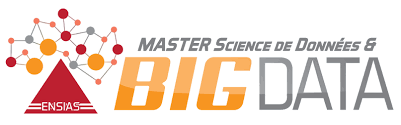 MASTER SCIENCE DE DONNÉES &
BIG DATA
ENSIAS